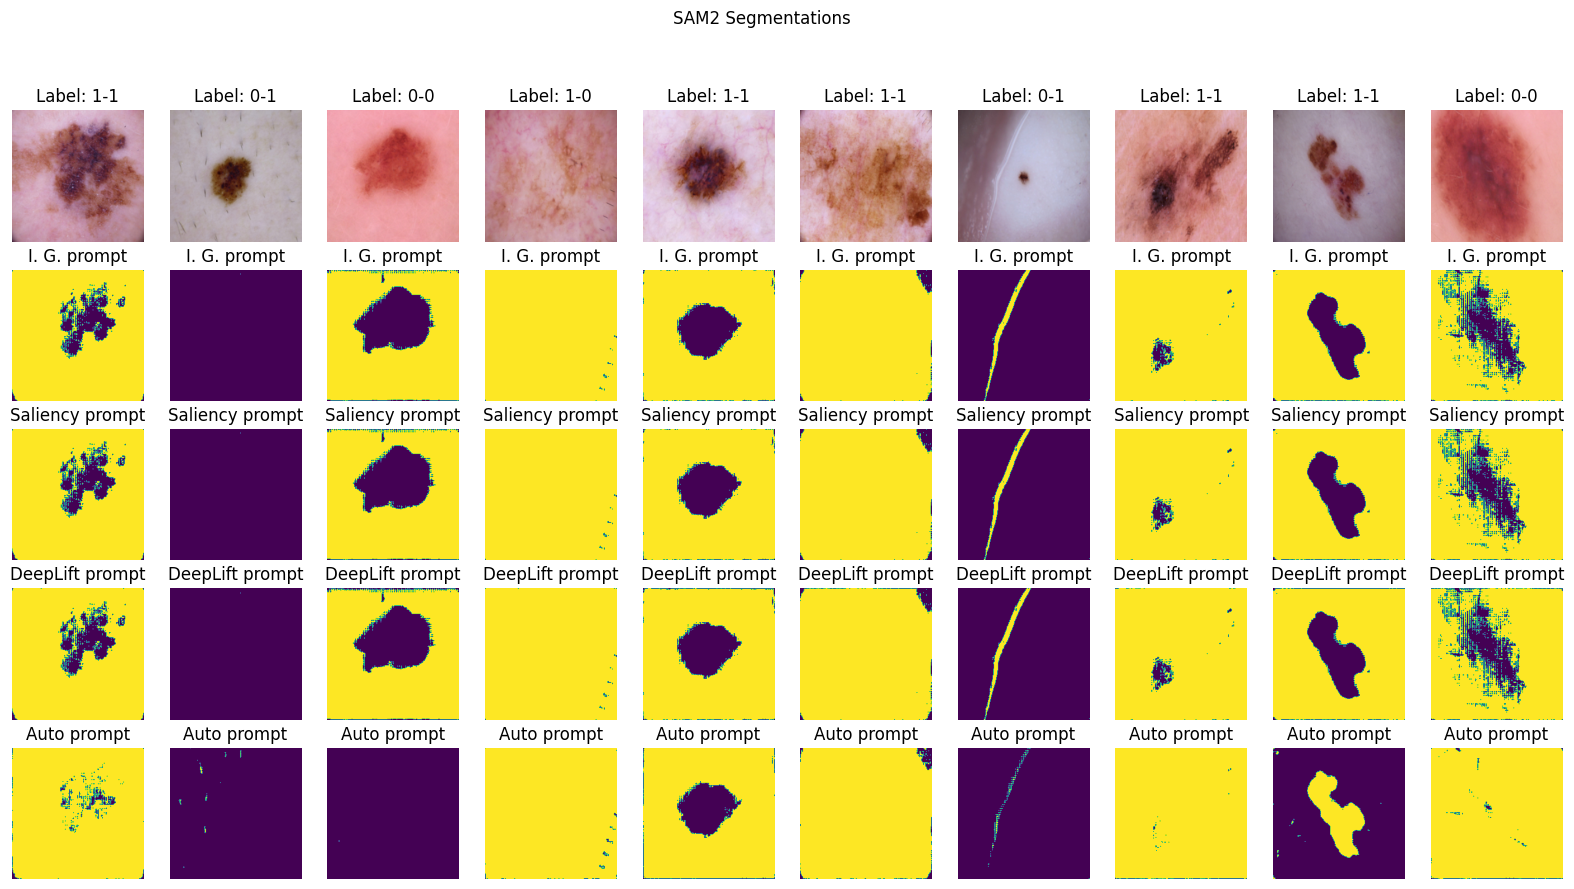 SAM2 Segmentations
Label: 1-1 Label: 0-1 Label: 0-0 Label: 1-0 Label: 1-1 Label: 1-1 Label: 0-1 Label: 1-1 Label: 1-1 Label: 0-0
I. G. prompt I. G. prompt I. G. prompt I. G. prompt I. G. prompt I. G. prompt I. G. prompt I. G. prompt I. G. prompt I. G. prompt
Saliency prompt Saliency prompt Saliency prompt Saliency prompt Saliency prompt Saliency prompt Saliency prompt Saliency prompt Saliency prompt Saliency prompt
DeepLift prompt DeepLift prompt DeepLift prompt DeepLift prompt DeepLift prompt DeepLift prompt DeepLift prompt DeepLift prompt DeepLift prompt DeepLift prompt
Auto prompt Auto prompt Auto prompt Auto prompt Auto prompt Auto prompt Auto prompt Auto prompt Auto prompt Auto prompt